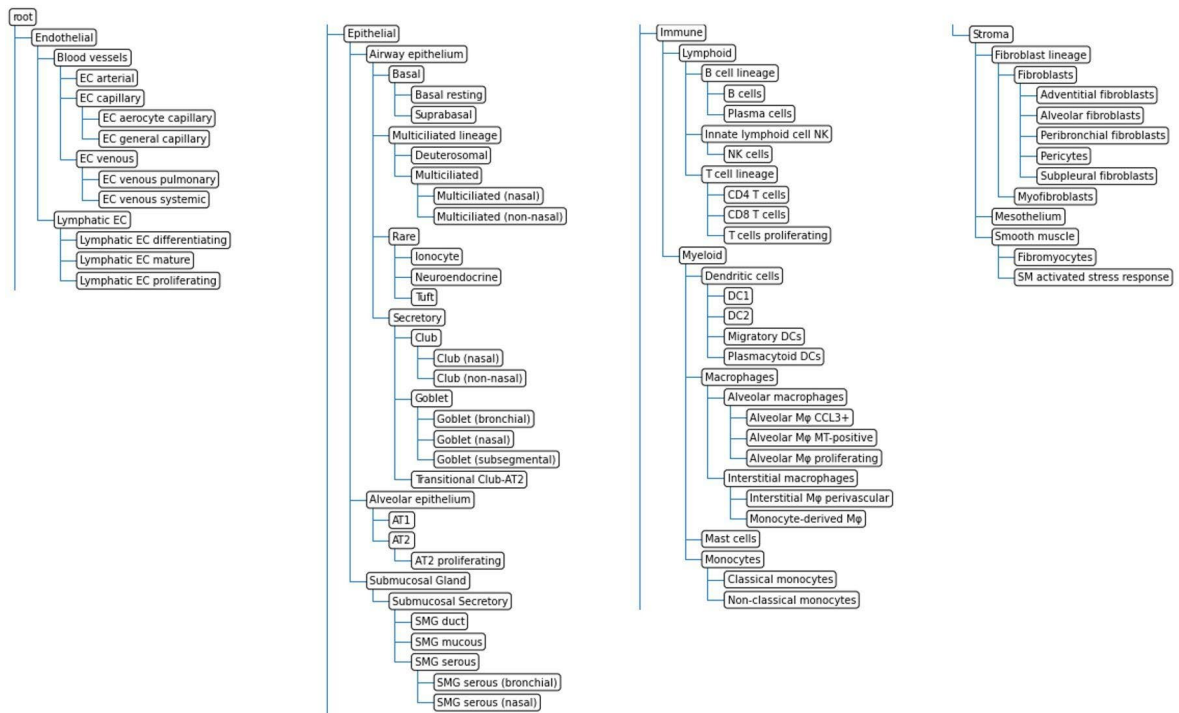 root
Endothelial
Blood vessels
EC arterial
EC capillary
EC aerocyte capillary
EC general capillary
EC venous
EC venous pulmonary
EC venous systemic
Lymphatic EC
Lymphatic EC differentiating
Lymphatic EC mature
Lymphatic EC proliferating
Epithelial
Airway epithelium
Basal
Basal resting
Suprabasal
Multiciliated lineage
Deuterosomal
Multiciliated
Multiciliated (nasal)
Multiciliated (non-nasal)
Rare
Ionocyte
Neuroendocrine
Tuft
Secretory
Club
Club (nasal)
Club (non-nasal)
Goblet
Goblet (bronchial)
Goblet (nasal)
Goblet (subsegmental)
Transitional Club-AT2
Alveolar epithelium
AT1
AT2
AT2 proliferating
Submucosal Gland
Submucosal Secretory
SMG duct
SMG mucous
SMG serous
SMG serous (bronchial)
SMG serous (nasal)
Immune
Lymphoid
B cell lineage
B cells
Plasma cells
Innate lymphoid cell NK
NK cells
T cell lineage
CD4 T cells
CD8 T cells
T cells proliferating
Myeloid
Dendritic cells
DC1
DC2
Migratory DCs
Plasmacytoid DCs
Macrophages
Alveolar macrophages
Alveolar Mφ CCL3+
Alveolar Mφ MT-positive
Alveolar Mφ proliferating
Interstitial macrophages
Interstitial Mφ perivascular
Monocyte-derived Mφ
Mast cells
Monocytes
Classical monocytes
Non-classical monocytes
Stroma
Fibroblast lineage
Fibroblasts
Adventitial fibroblasts
Alveolar fibroblasts
Peribronchial fibroblasts
Pericytes
Subpleural fibroblasts
Myofibroblasts
Mesothelium
Smooth muscle
Fibromyocytes
SM activated stress response